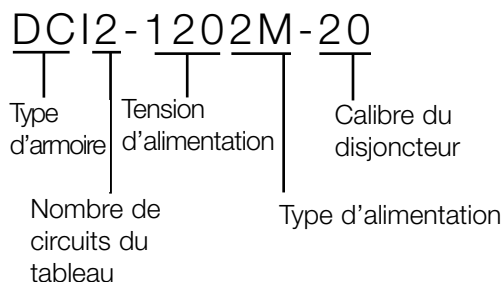 DCI2-1202M-20
Type
d'armoire
Tension
d'alimentation
Calibre du
disjoncteur
Nombre de
circuits du
tableau
Type d'alimentation